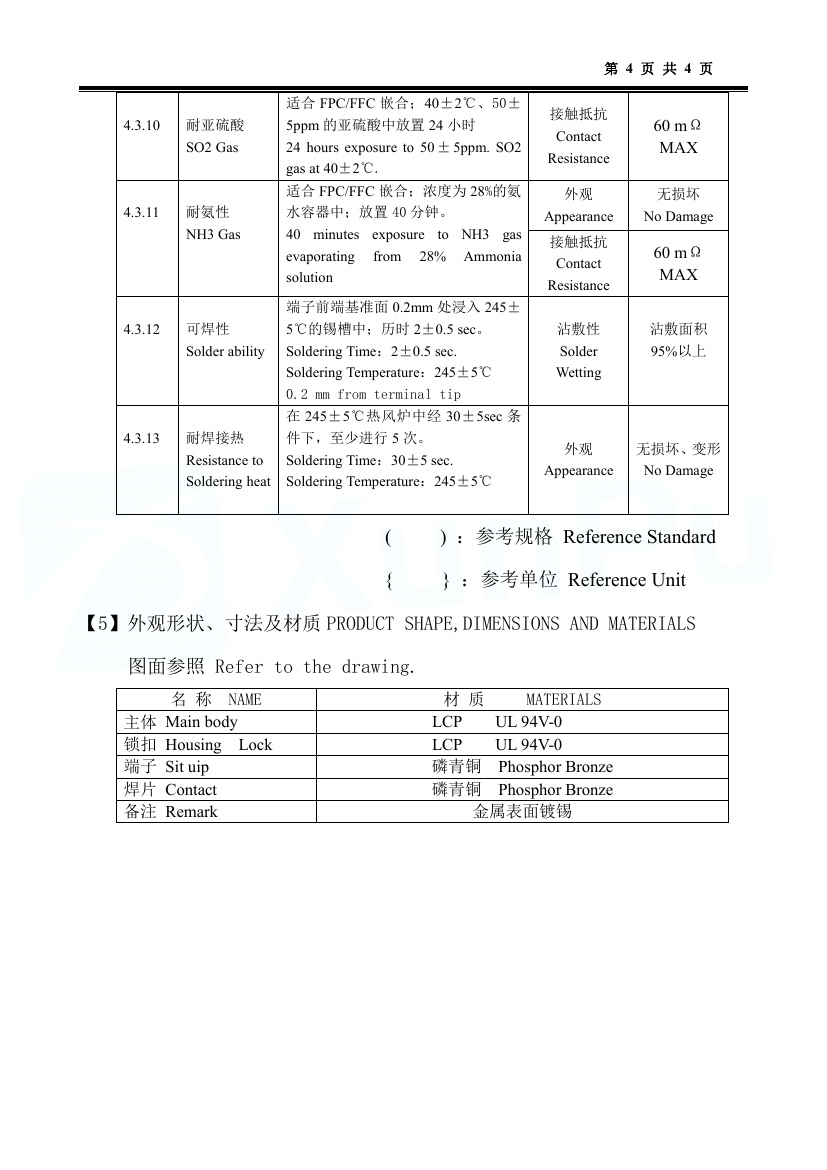 第 4 页 共 4 页
4.3.10
耐亚硫酸
SO2 Gas
适合 FPC/FFC 嵌合；40±2℃、50±
5ppm 的亚硫酸中放置 24 小时
24 hours exposure to 50±5ppm. SO2
gas at 40±2℃.
接触抵抗
Contact
Resistance
60 mΩ
MAX
4.3.11
耐氨性
NH3 Gas
适合 FPC/FFC 嵌合；浓度为 28%的氨
水容器中；放置 40 分钟。
40 minutes exposure to NH3 gas
evaporating from 28% Ammonia
solution
外观
Appearance
无损坏
No Damage
接触抵抗
Contact
Resistance
60 mΩ
MAX
4.3.12
可焊性
Solder ability
端子前端基准面 0.2mm 处浸入 245±
5℃的锡槽中；历时 2±0.5 sec。
Soldering Time：2±0.5 sec.
Soldering Temperature：245±5℃
0.2 mm from terminal tip
沾敷性
Solder
Wetting
沾敷面积
95%以上
4.3.13
耐焊接热
Resistance to
Soldering heat
在 245±5℃热风炉中经 30±5sec 条
件下，至少进行 5 次。
Soldering Time：30±5 sec.
Soldering Temperature：245±5℃
外观
Appearance
无损坏、变形
No Damage
( ) ：参考规格 Reference Standard
{ } ：参考单位 Reference Unit
【5】外观形状、寸法及材质 PRODUCT SHAPE,DIMENSIONS AND MATERIALS
图面参照 Refer to the drawing.
名 称 NAME
材 质 MATERIALS
主体 Main body
LCP UL 94V-0
锁扣 Housing Lock
LCP UL 94V-0
端子 Sit uip
磷青铜 Phosphor Bronze
焊片 Contact
磷青铜 Phosphor Bronze
备注 Remark
金属表面镀锡